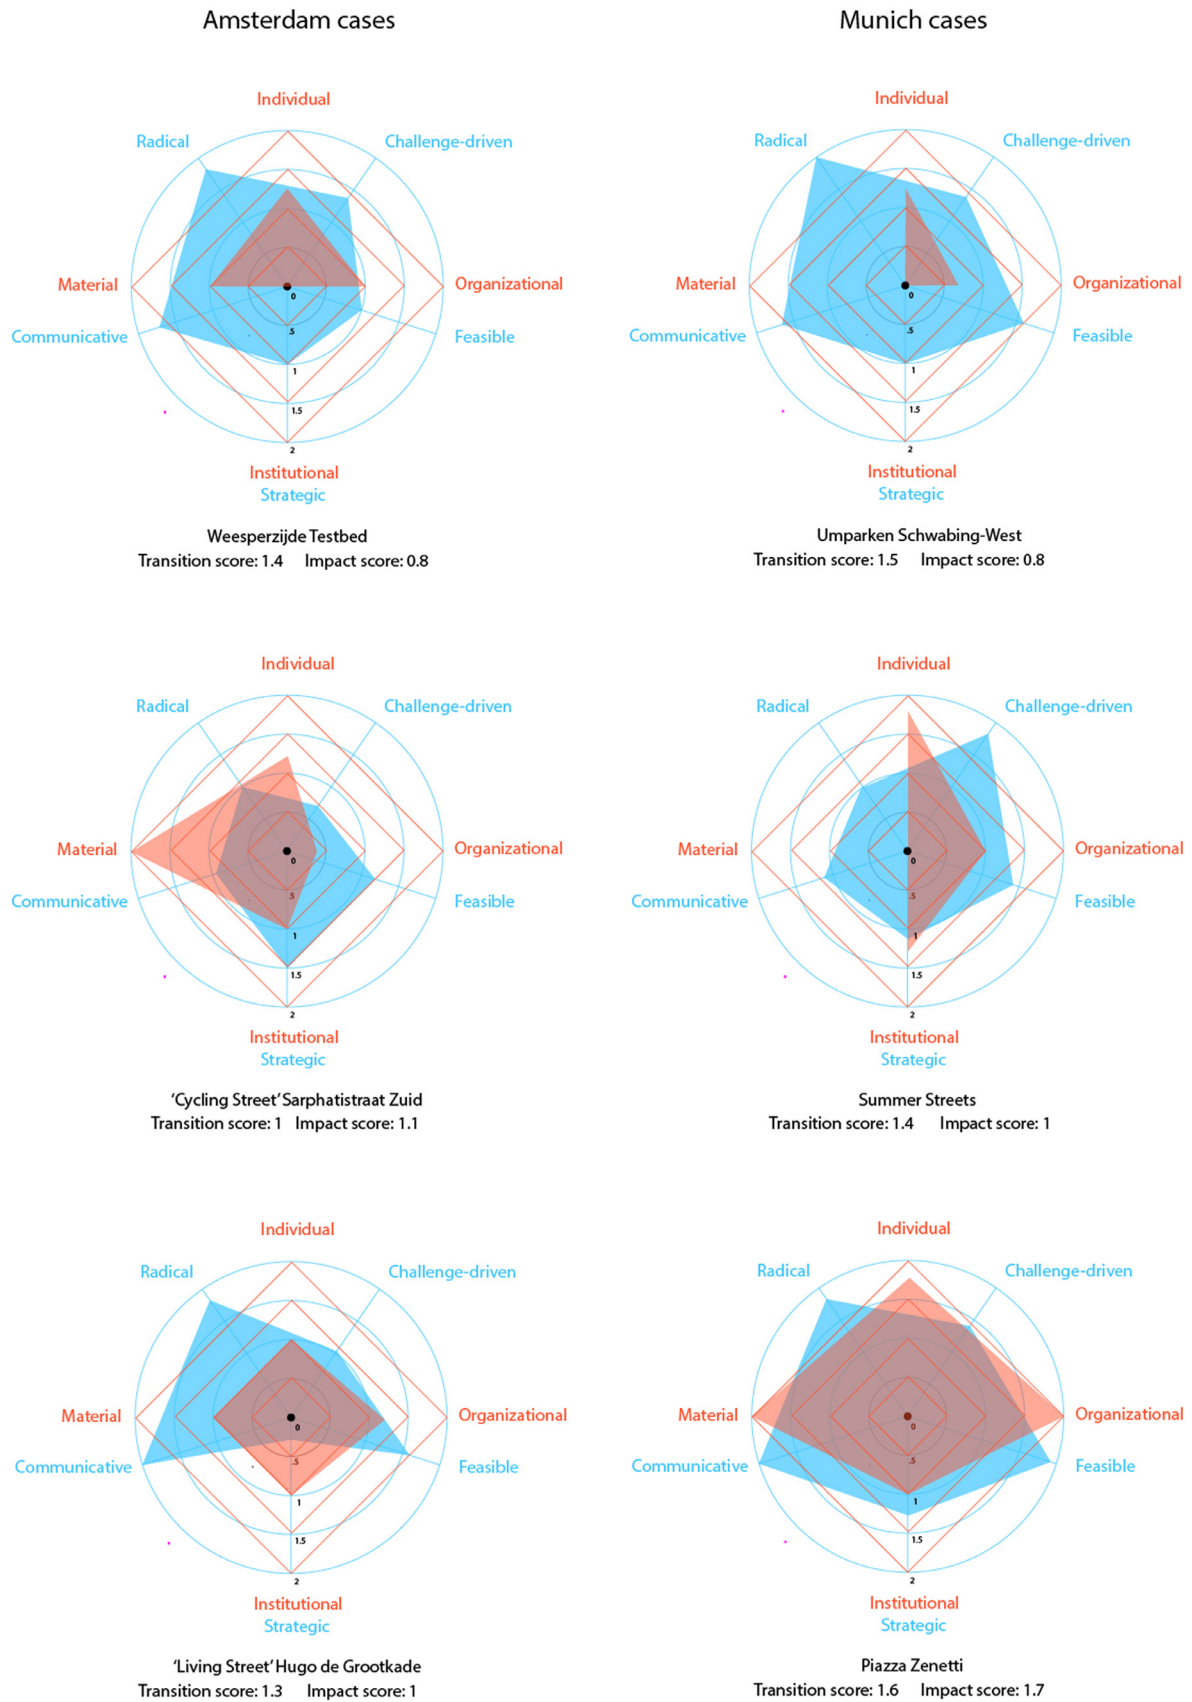 Amsterdam cases
Munich cases
Individual
Radical
Challenge-driven
Material
Organizational
Communicative
Feasible
0
.5
1
1.5
2
Institutional
Strategic
Weesperzijde Testbed
Transition score: 1.4 Impact score: 0.8
Individual
Radical
Challenge-driven
Material
Organizational
Communicative
Feasible
0
.5
1
1.5
2
Institutional
Strategic
Umparken Schwabing-West
Transition score: 1.5 Impact score: 0.8
Individual
Radical
Challenge-driven
Material
Organizational
Communicative
Feasible
0
.5
1
1.5
2
Institutional
Strategic
‘Cycling Street’ Sarphatistraat Zuid
Transition score: 1 Impact score: 1.1
Individual
Radical
Challenge-driven
Material
Organizational
Communicative
Feasible
0
.5
1
1.5
2
Institutional
Strategic
Summer Streets
Transition score: 1.4 Impact score: 1
Individual
Radical
Challenge-driven
Material
Organizational
Communicative
Feasible
0
.5
1
1.5
2
Institutional
Strategic
‘Living Street’ Hugo de Grootkade
Transition score: 1.3 Impact score: 1
Individual
Radical
Challenge-driven
Material
Organizational
Communicative
Feasible
0
.5
1
1.5
2
Institutional
Strategic
Piazza Zenetti
Transition score: 1.6 Impact score: 1.7